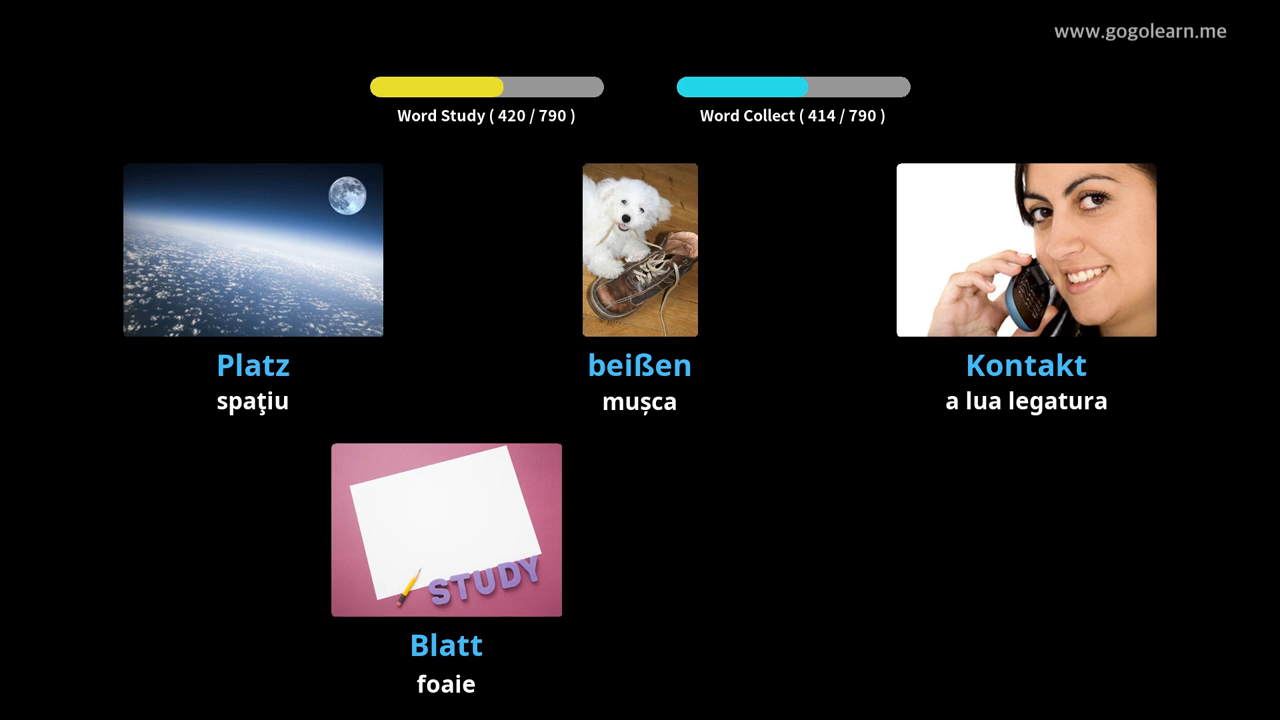 www.gogolearn.me
Word Study ( 420 / 790 )
Word Collect ( 414 / 790 )
Platz
spaţiu
beißen
mușca
Kontakt
a lua legatura
STUDY
Blatt
foaie